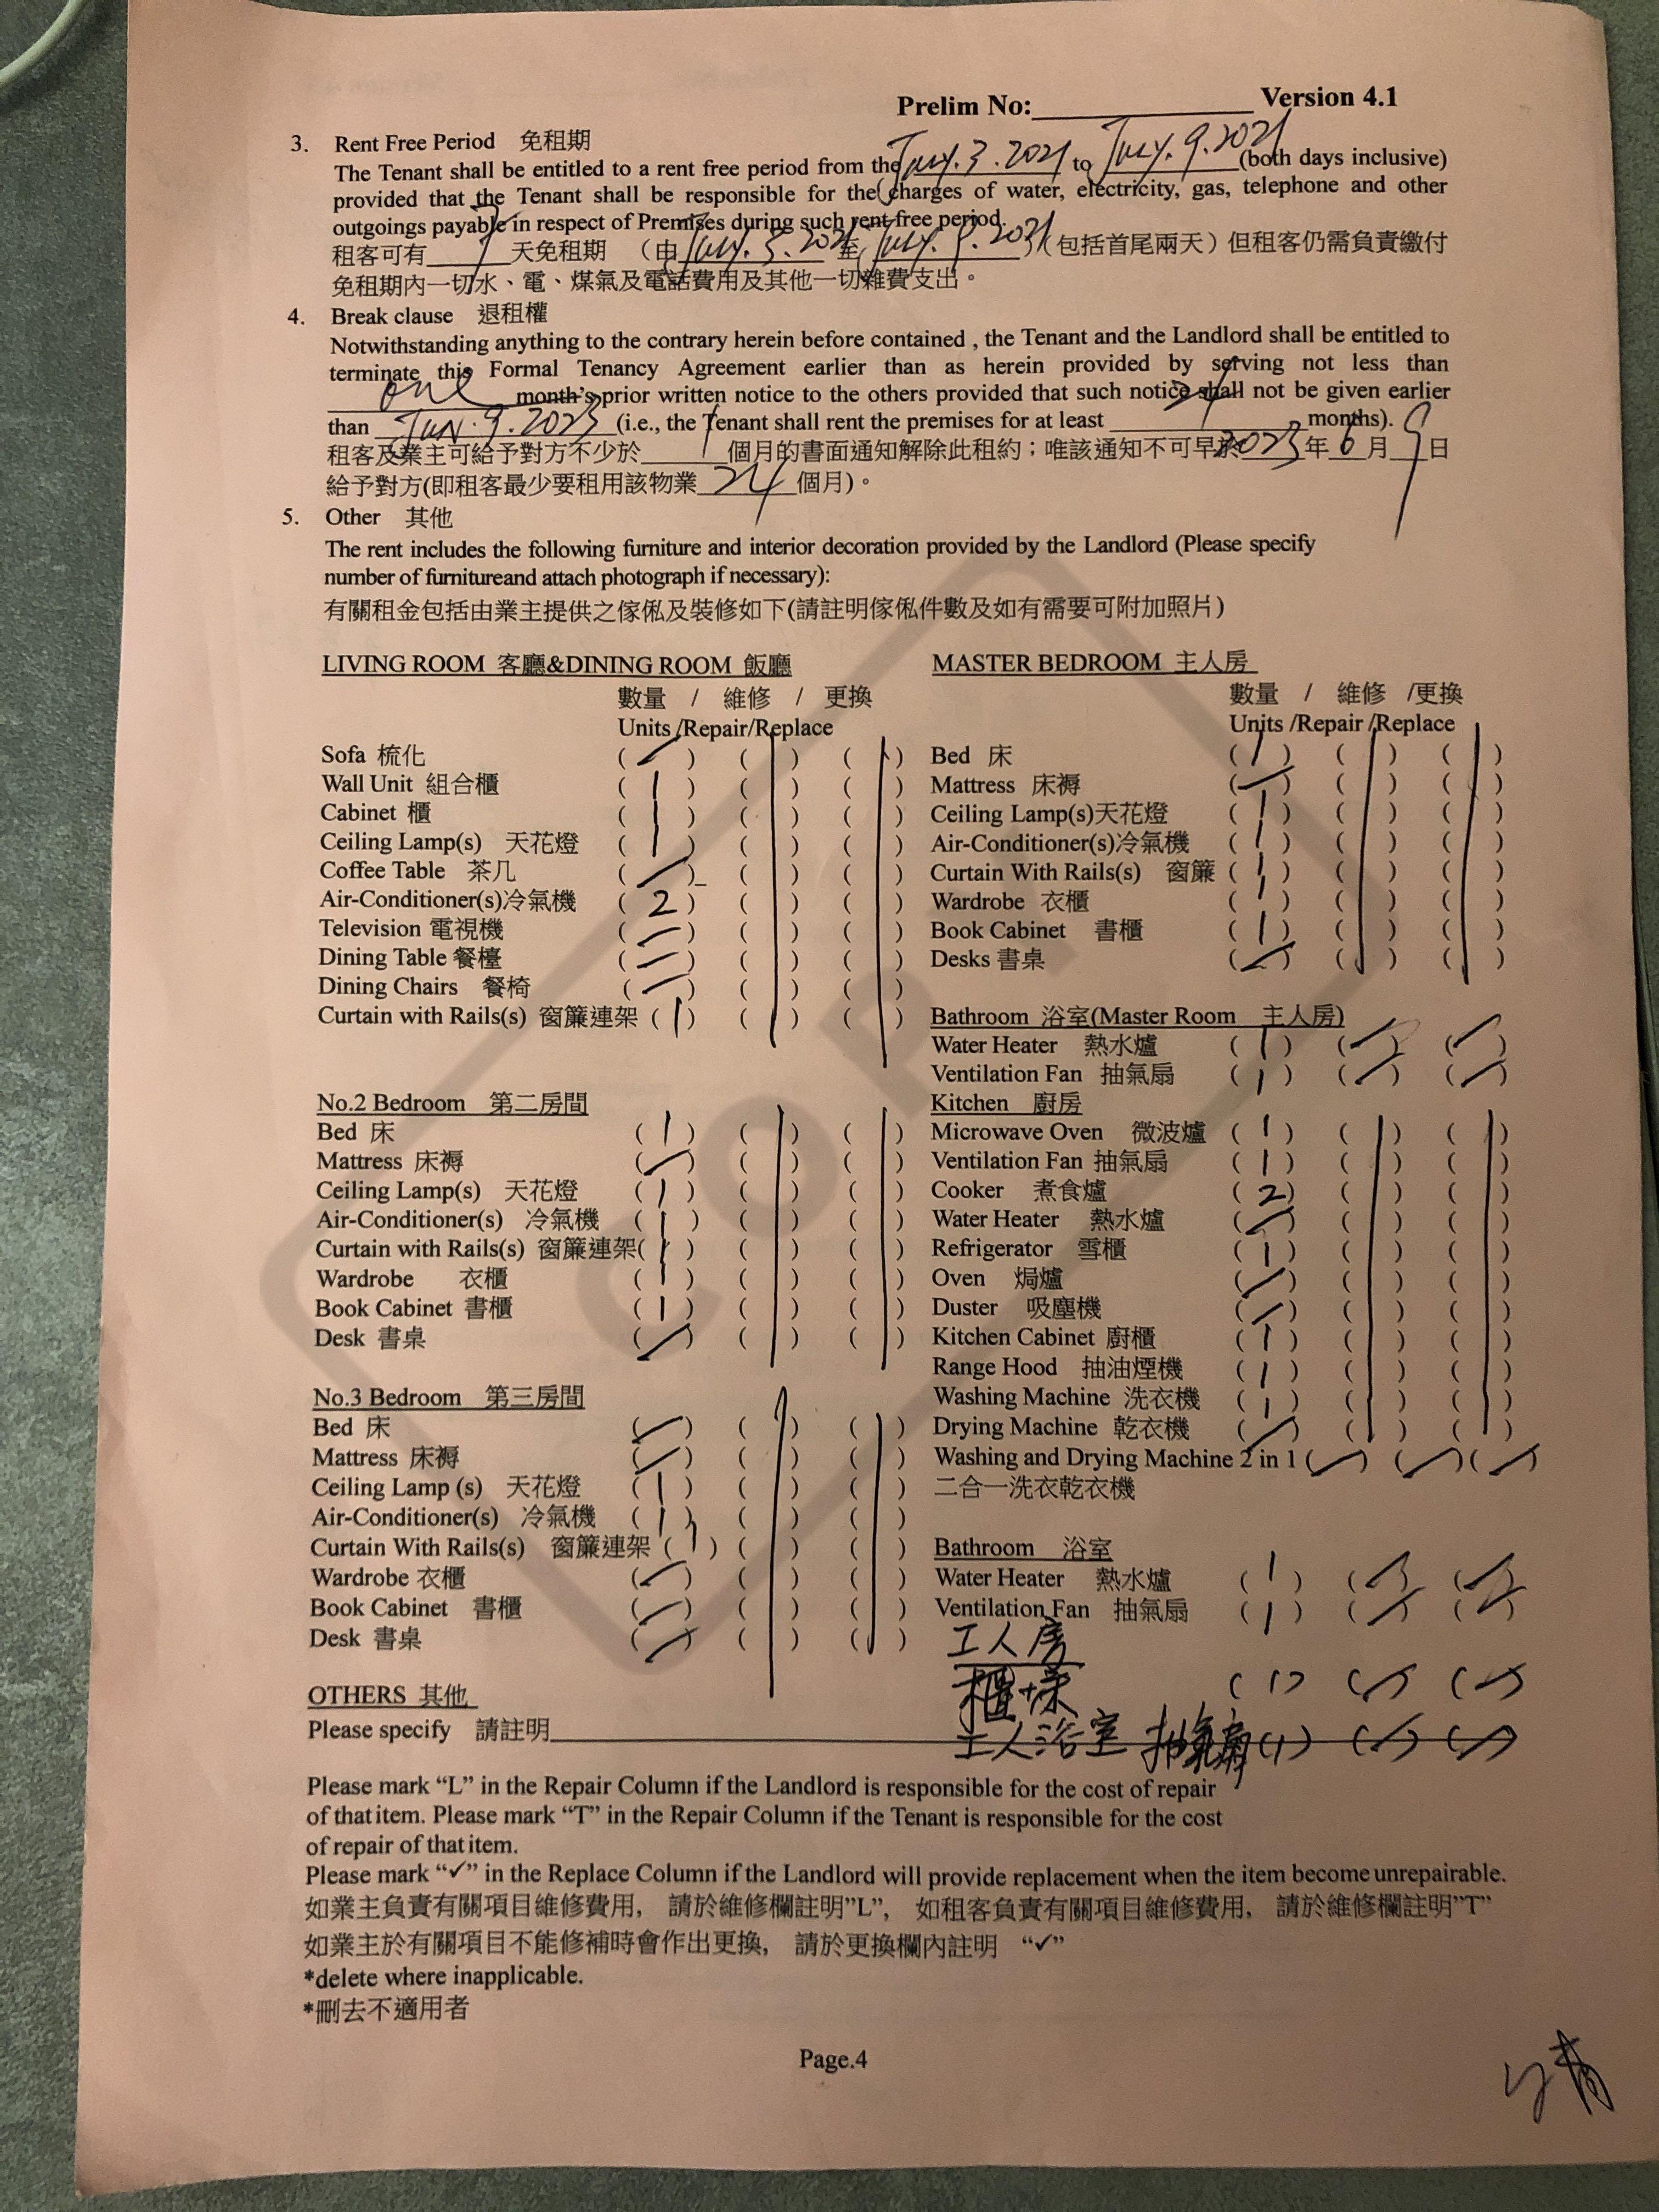 Prelim No:____________ Version 4.1
3. Rent Free Period 免租期
The Tenant shall be entitled to a rent free period from the July.3.2021 to July.9.2021 (both days inclusive)
provided that the Tenant shall be responsible for the charges of water, electricity, gas, telephone and other
outgoings payable in respect of Premises during such rent free period.
租客可有 7 天免租期 (由 July.3.2021 至 July.9.2021 (包括首尾兩天) 但租客仍需負責繳付
免租期內一切水、電、煤氣及電話費用及其他一切雜費支出。
4. Break clause 退租權
Notwithstanding anything to the contrary herein before contained , the Tenant and the Landlord shall be entitled to
terminate this Formal Tenancy Agreement earlier than as herein provided by serving not less than
one month's prior written notice to the others provided that such notice shall not be given earlier
than Jun.9.2023 (i.e., the Tenant shall rent the premises for at least 24 months).
租客及業主可給予對方不少於 1 個月的書面通知解除此租約；唯該通知不可早於 2023 年 6 月 9 日
給予對方(即租客最少要租用該物業 24 個月)。
5. Other 其他
The rent includes the following furniture and interior decoration provided by the Landlord (Please specify
number of furnitureand attach photograph if necessary):
有關租金包括由業主提供之傢俬及裝修如下(請註明傢俬件數及如有需要可附加照片)
LIVING ROOM 客廳&DINING ROOM 飯廳
數量 / 維修 / 更換
Units /Repair/Replace
Sofa 梳化 ( ) ( ) ( )
Wall Unit 組合櫃 ( 1 ) ( ) ( )
Cabinet 櫃 ( 1 ) ( ) ( )
Ceiling Lamp(s) 天花燈 ( 1 ) ( ) ( )
Coffee Table 茶几 ( ) ( ) ( )
Air-Conditioner(s)冷氣機 ( 2 ) ( ) ( )
Television 電視機 ( ) ( ) ( )
Dining Table 餐檯 ( ) ( ) ( )
Dining Chairs 餐椅 ( ) ( ) ( )
Curtain with Rails(s) 窗簾連架 ( 1 ) ( ) ( )
No.2 Bedroom 第二房間
Bed 床 ( 1 ) ( ) ( )
Mattress 床褥 ( ) ( ) ( )
Ceiling Lamp(s) 天花燈 ( 1 ) ( ) ( )
Air-Conditioner(s) 冷氣機 ( 1 ) ( ) ( )
Curtain with Rails(s) 窗簾連架( 1 ) ( ) ( )
Wardrobe 衣櫃 ( 1 ) ( ) ( )
Book Cabinet 書櫃 ( 1 ) ( ) ( )
Desk 書桌 ( ) ( ) ( )
No.3 Bedroom 第三房間
Bed 床 ( ) ( ) ( )
Mattress 床褥 ( ) ( ) ( )
Ceiling Lamp (s) 天花燈 ( 1 ) ( ) ( )
Air-Conditioner(s) 冷氣機 ( 1 ) ( ) ( )
Curtain With Rails(s) 窗簾連架 ( 1 ) ( ) ( )
Wardrobe 衣櫃 ( ) ( ) ( )
Book Cabinet 書櫃 ( ) ( ) ( )
Desk 書桌 ( ) ( ) ( )
MASTER BEDROOM 主人房
數量 / 維修 /更換
Units /Repair /Replace
Bed 床 ( 1 ) ( ) ( )
Mattress 床褥 ( ) ( ) ( )
Ceiling Lamp(s)天花燈 ( 1 ) ( ) ( )
Air-Conditioner(s)冷氣機 ( 1 ) ( ) ( )
Curtain With Rails(s) 窗簾 ( 1 ) ( ) ( )
Wardrobe 衣櫃 ( 1 ) ( ) ( )
Book Cabinet 書櫃 ( 1 ) ( ) ( )
Desks 書桌 ( ) ( ) ( )
Bathroom 浴室(Master Room 主人房)
Water Heater 熱水爐 ( 1 ) ( ) ( )
Ventilation Fan 抽氣扇 ( 1 ) ( ) ( )
Kitchen 廚房
Microwave Oven 微波爐 ( 1 ) ( ) ( )
Ventilation Fan 抽氣扇 ( 1 ) ( ) ( )
Cooker 煮食爐 ( 2 ) ( ) ( )
Water Heater 熱水爐 ( ) ( ) ( )
Refrigerator 雪櫃 ( 1 ) ( ) ( )
Oven 焗爐 ( ) ( ) ( )
Duster 吸塵機 ( ) ( ) ( )
Kitchen Cabinet 廚櫃 ( 1 ) ( ) ( )
Range Hood 抽油煙機 ( 1 ) ( ) ( )
Washing Machine 洗衣機 ( 1 ) ( ) ( )
Drying Machine 乾衣機 ( ) ( ) ( )
Washing and Drying Machine 2 in 1 ( ) ( ) ( )
二合一洗衣乾衣機
Bathroom 浴室
Water Heater 熱水爐 ( 1 ) ( ) ( )
Ventilation Fan 抽氣扇 ( 1 ) ( ) ( )
工人房
櫃+床 ( 1 ) ( ) ( )
工人浴室 抽氣扇 (1) ( ) ( )
OTHERS 其他
Please specify 請註明
Please mark “L” in the Repair Column if the Landlord is responsible for the cost of repair
of that item. Please mark “T” in the Repair Column if the Tenant is responsible for the cost
of repair of that item.
Please mark “✓” in the Replace Column if the Landlord will provide replacement when the item become unrepairable.
如業主負責有關項目維修費用， 請於維修欄註明”L”， 如租客負責有關項目維修費用， 請於維修欄註明”T”
如業主於有關項目不能修補時會作出更換， 請於更換欄內註明 “✓”
*delete where inapplicable.
*刪去不適用者
Page.4
COPY